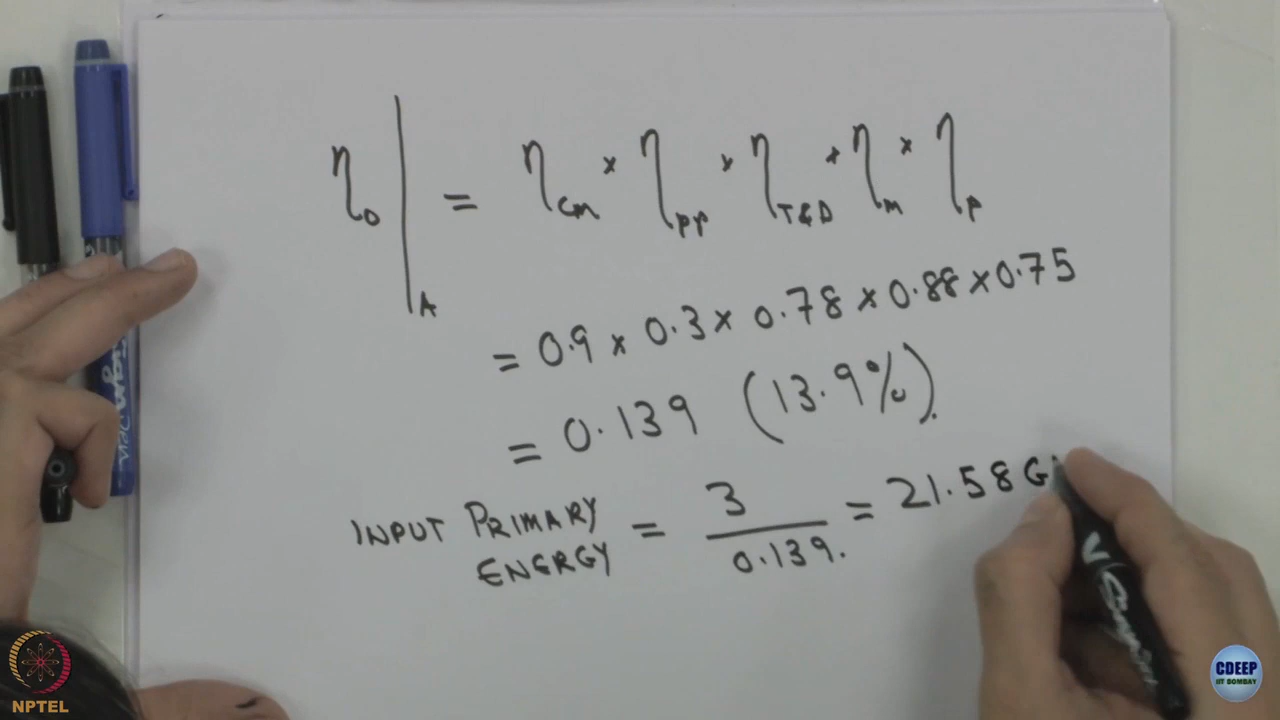 η₀|A = ηcm × ηpp × ηT&D × ηm × ηp
= 0.9 × 0.3 × 0.78 × 0.88 × 0.75
= 0.139 (13.9%).
INPUT PRIMARY ENERGY = 3 / 0.139. = 21.58 G
NPTEL
CDEEP
IIT BOMBAY